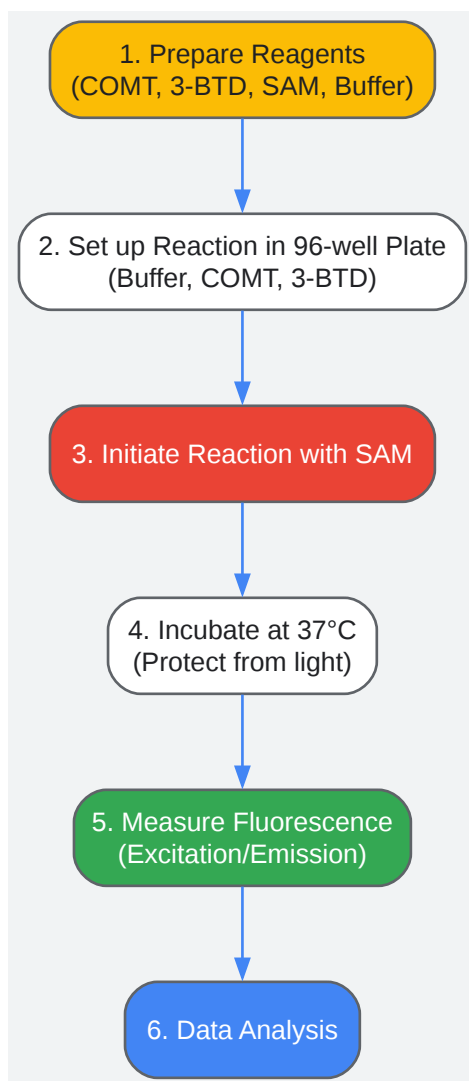 1. Prepare Reagents
(COMT, 3-BTD, SAM, Buffer)
2. Set up Reaction in 96-well Plate
(Buffer, COMT, 3-BTD)
3. Initiate Reaction with SAM
4. Incubate at 37°C
(Protect from light)
5. Measure Fluorescence
(Excitation/Emission)
6. Data Analysis